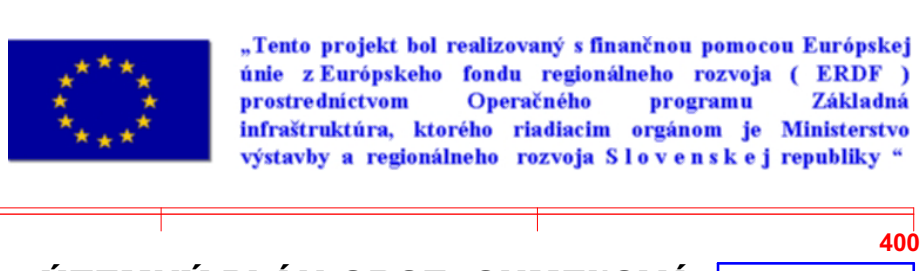 „Tento projekt bol realizovaný s finančnou pomocou Európskej
únie z Európskeho fondu regionálneho rozvoja ( ERDF )
prostredníctvom Operačného programu Základná
infraštruktúra, ktorého riadiacim orgánom je Ministerstvo
výstavby a regionálneho rozvoja S l o v e n s k e j republiky “
400